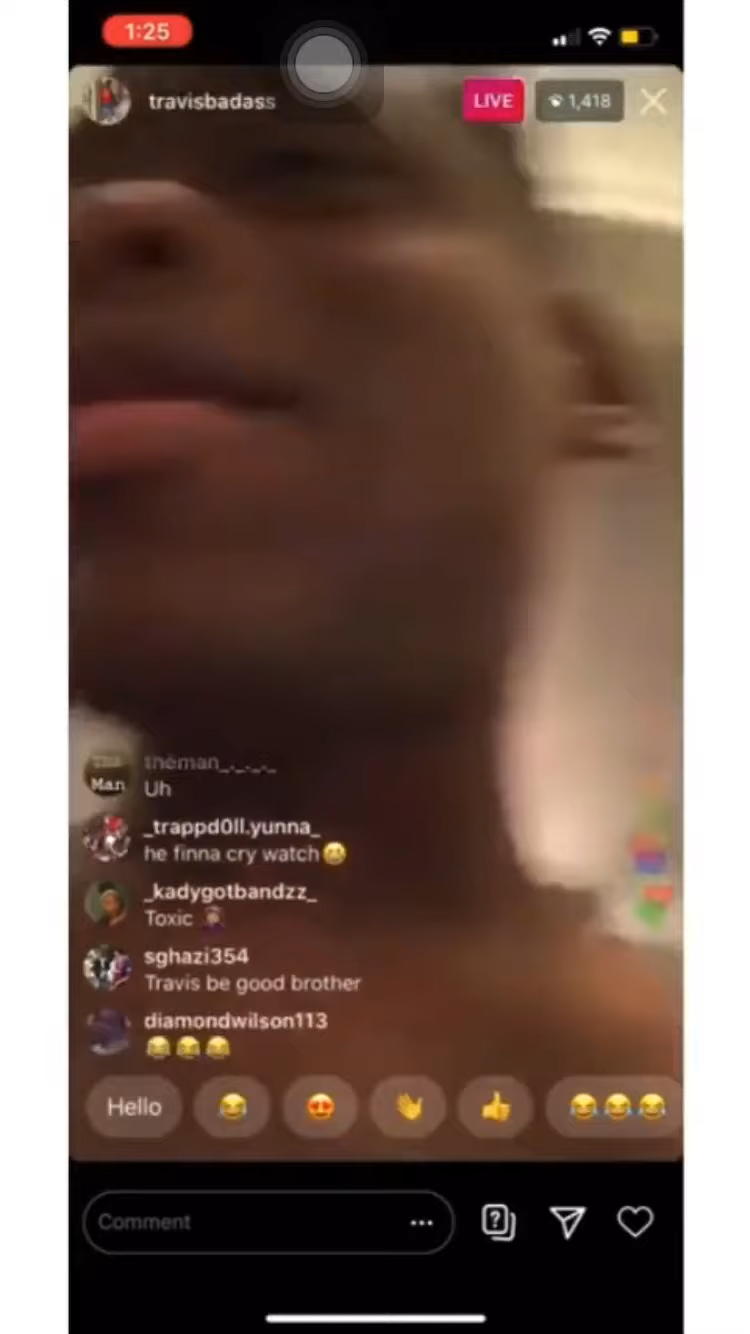 1:25
travisbadass
LIVE
1,418
theman_._._._
Man
Uh
_trappd0ll.yunna_
he finna cry watch😂
_kadygotbandzz_
Toxic
sghazi354
Travis be good brother
diamondwilson113
😂😂😂
Hello 😂 😍 👋 👍 😂😂😂
Comment